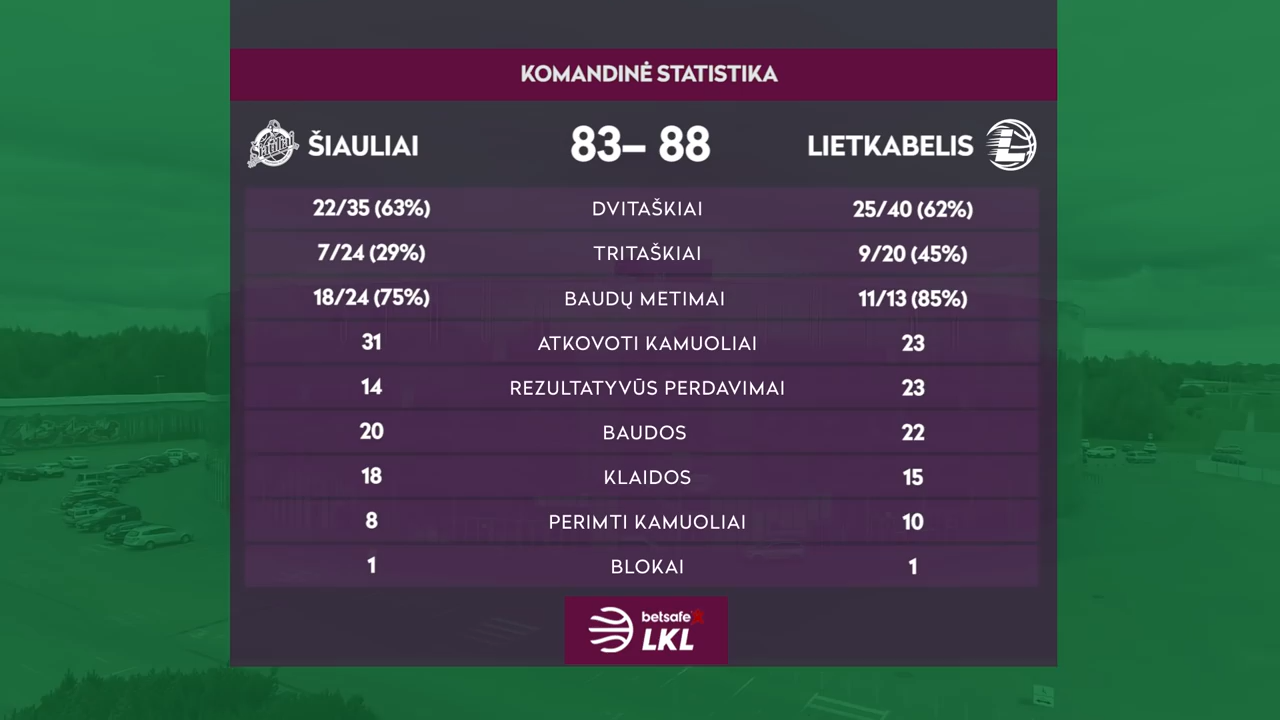 KOMANDINĖ STATISTIKA
Šiauliai ŠIAULIAI 83– 88 LIETKABELIS L
22/35 (63%) DVITAŠKIAI 25/40 (62%)
7/24 (29%) TRITAŠKIAI 9/20 (45%)
18/24 (75%) BAUDŲ METIMAI 11/13 (85%)
31 ATKOVOTI KAMUOLIAI 23
14 REZULTATYVŪS PERDAVIMAI 23
20 BAUDOS 22
18 KLAIDOS 15
8 PERIMTI KAMUOLIAI 10
1 BLOKAI 1
betsafe
LKL